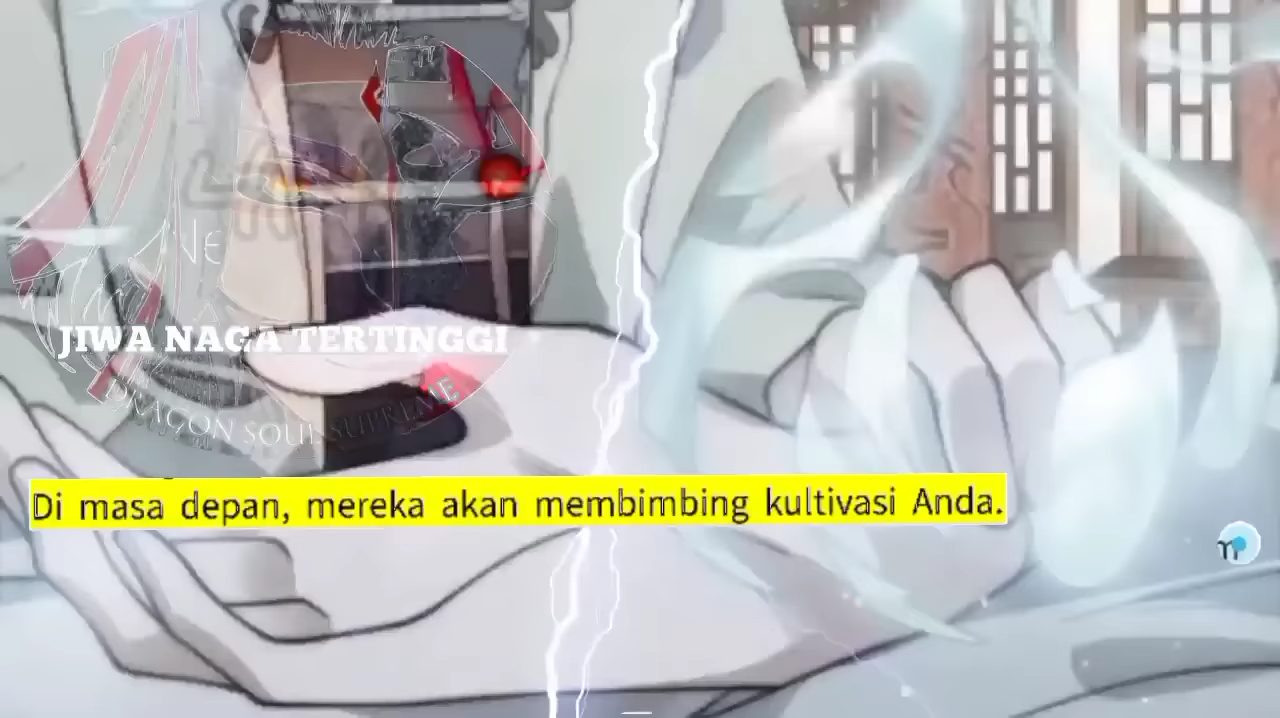 JIWA NAGA TERTINGGI
DRAGON SOUL SUPREME
Di masa depan, mereka akan membimbing kultivasi Anda.